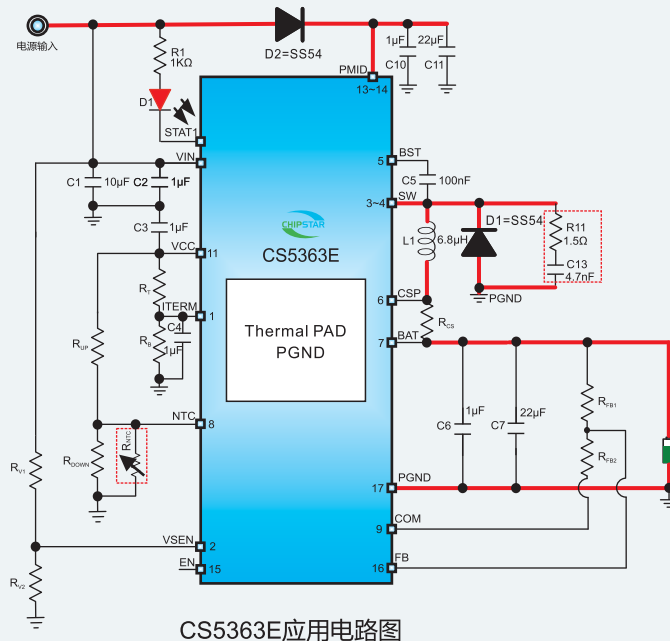 电源输入
D2=SS54
R1
1KΩ
D1
STAT1
PMID
13~14
1μF
C10
22μF
C11
VIN
C1
10μF
C2
1μF
C3
1μF
VCC
11
CHIPSTAR
CS5363E
Thermal PAD
PGND
5
BST
C5
100nF
3~4
SW
D1=SS54
R11
1.5Ω
C13
4.7nF
L1
6.8μH
PGND
6
CSP
RCS
7
BAT
RT
ITERM
1
RB
C4
1μF
RUP
NTC
8
RDOWN
RNTC
1μF
C6
22μF
C7
RFB1
RFB2
RV1
17
PGND
9
COM
VSEN
2
16
FB
EN
15
RV2
CS5363E应用电路图